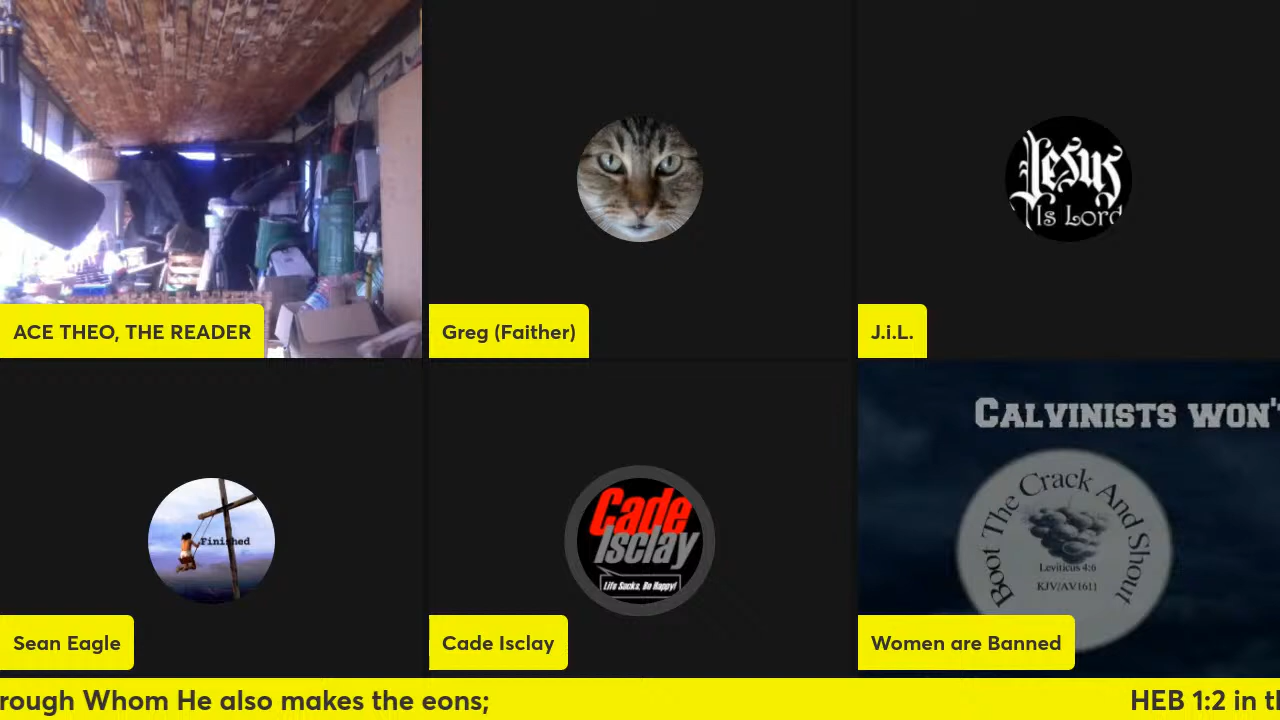 Jesus
Is Lord
ACE THEO, THE READER
Greg (Faither)
J.i.L.
Finished
Cade
Isclay
Life Sucks, Be Happy!
CALVINISTS WON'T
Boot The Crack And Shout
Leviticus 4:6
KJV/AV1611
Sean Eagle
Cade Isclay
Women are Banned
rough Whom He also makes the eons;
HEB 1:2 in th